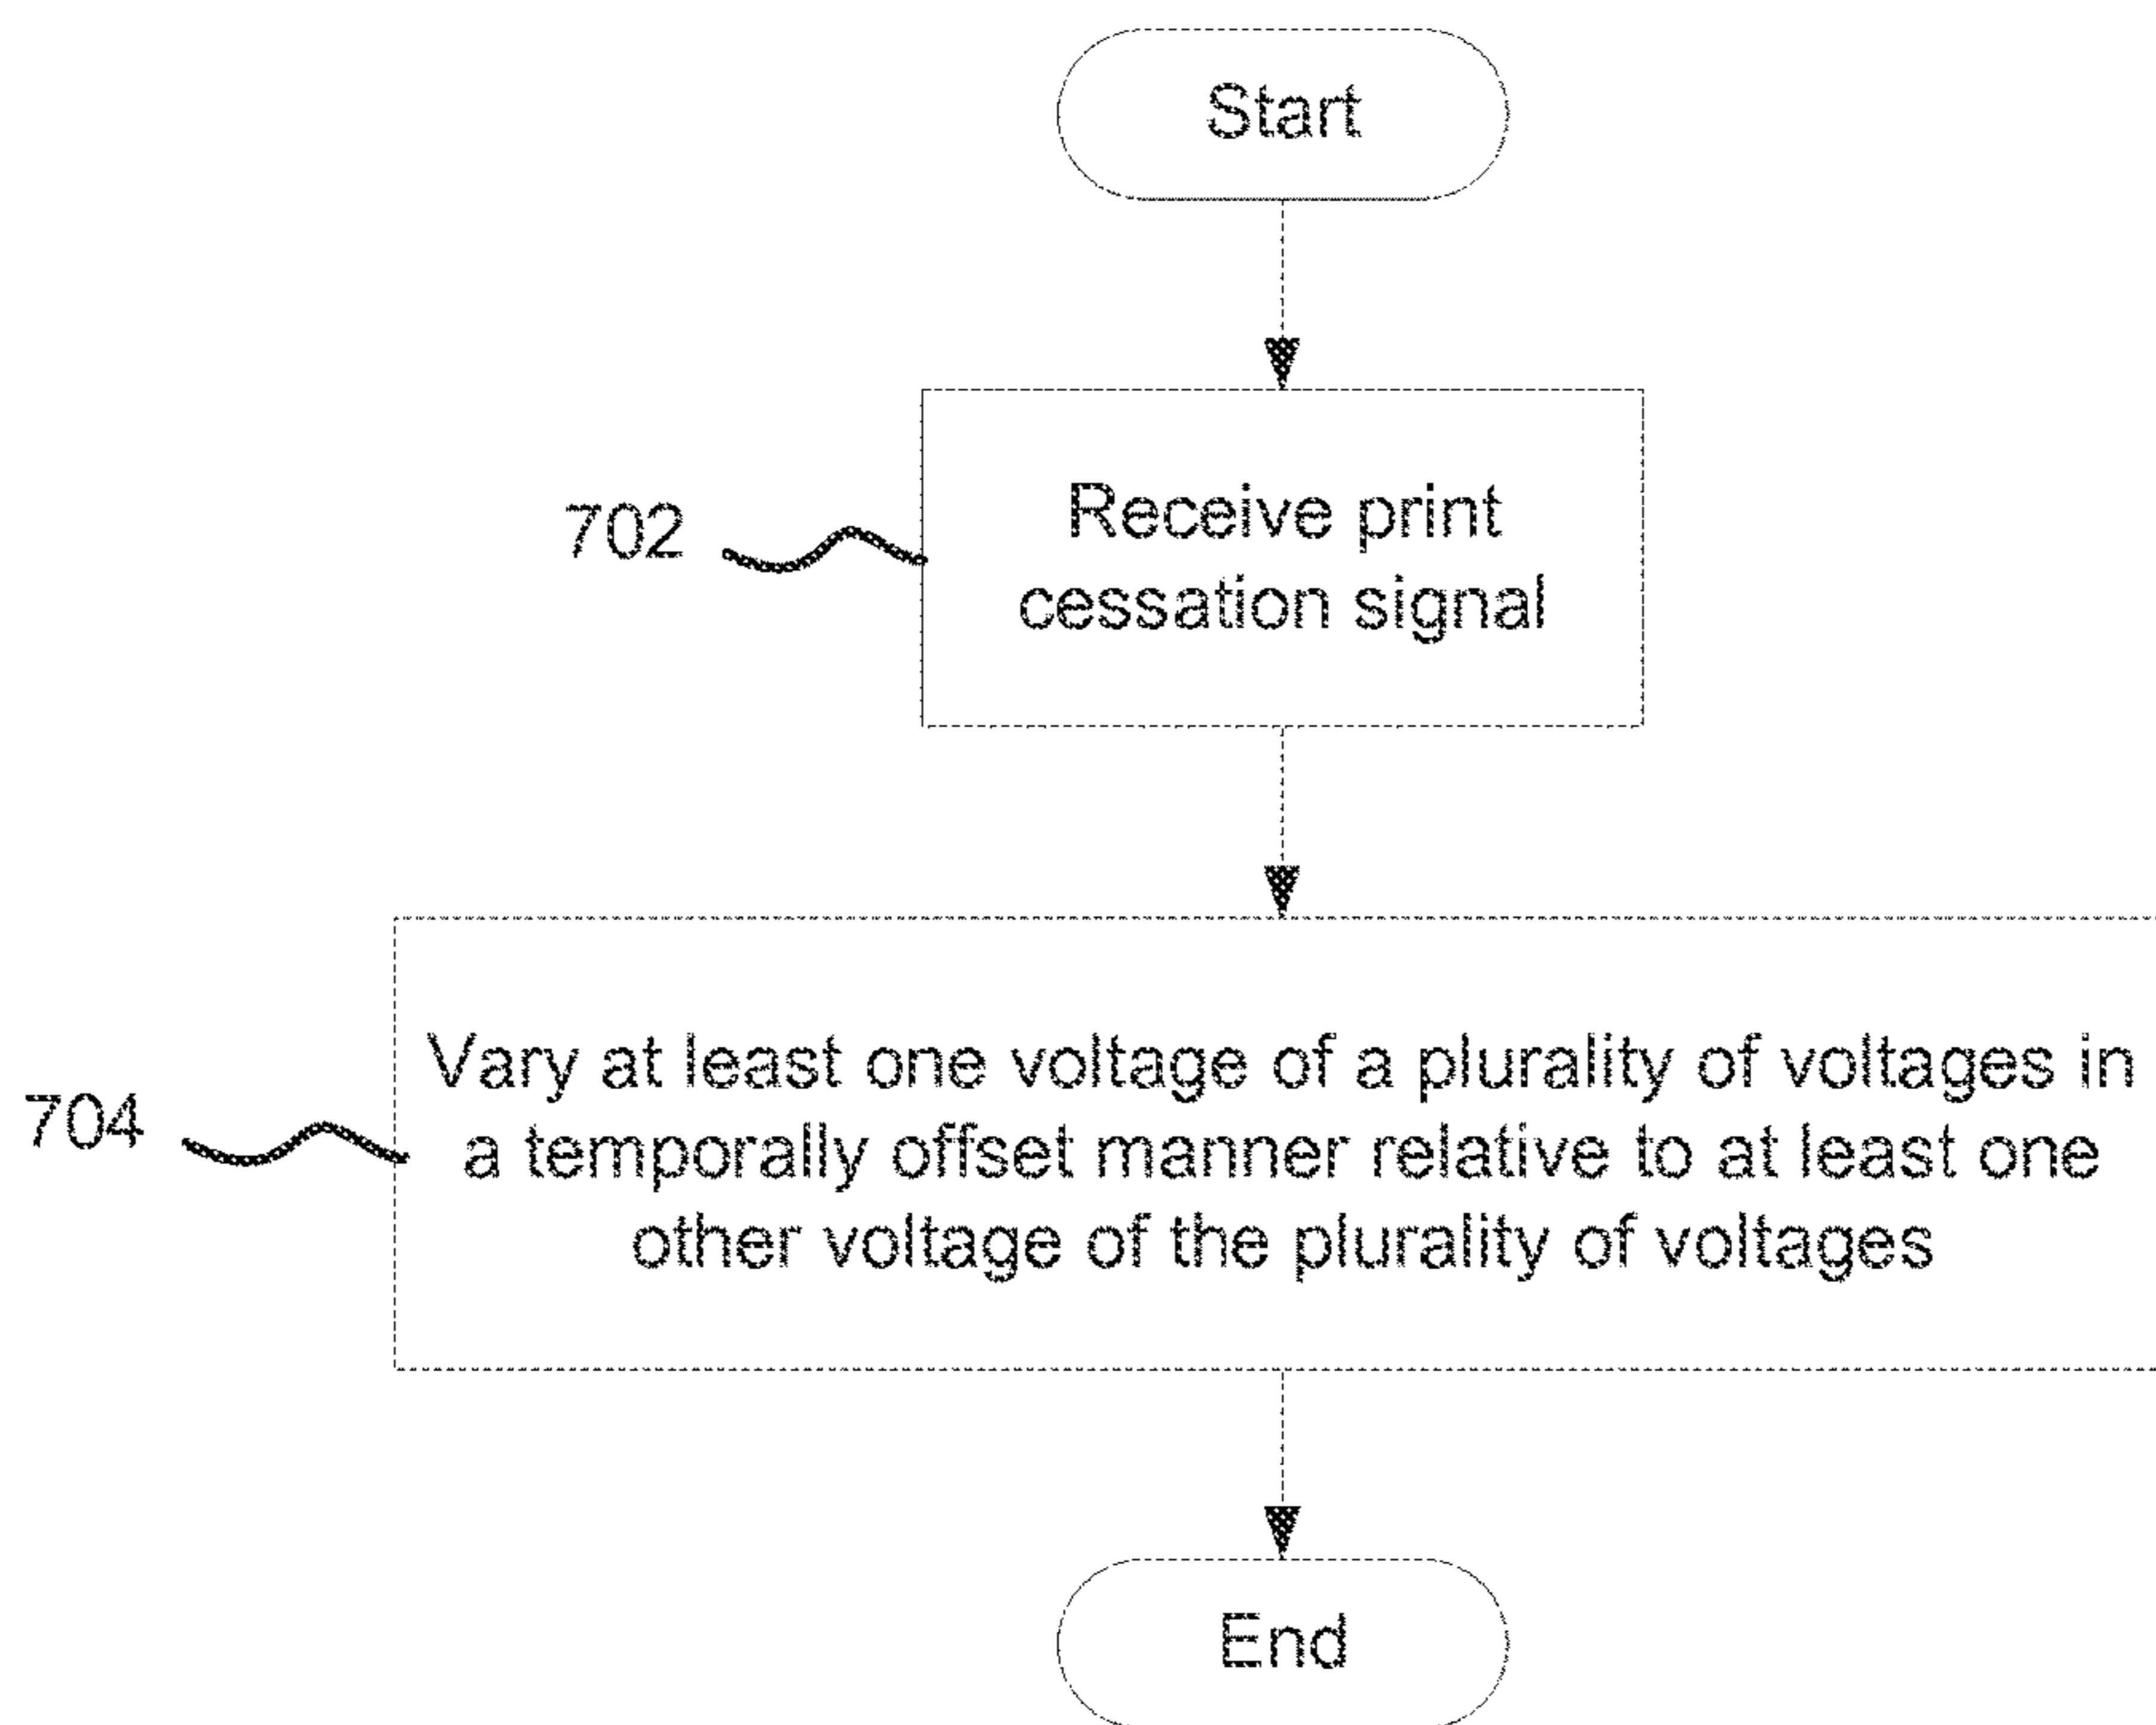 Start
702
Receive print
cessation signal
704
Vary at least one voltage of a plurality of voltages in
a temporally offset manner relative to at least one
other voltage of the plurality of voltages
End